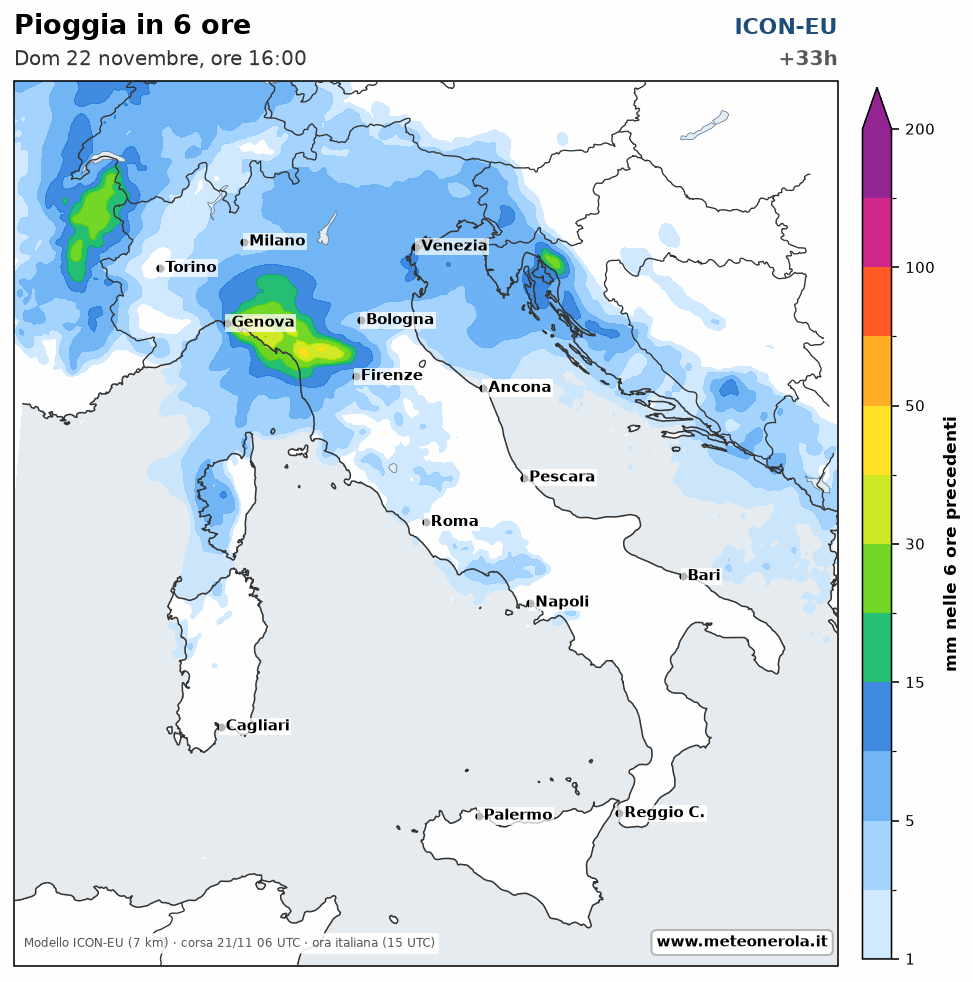 Pioggia in 6 ore
ICON-EU
Dom 22 novembre, ore 16:00
+33h
200
100
50
30
15
5
1
mm nelle 6 ore precedenti
Milano
Venezia
Torino
Genova
Bologna
Firenze
Ancona
Pescara
Roma
Bari
Napoli
Cagliari
Palermo
Reggio C.
Modello ICON-EU (7 km) · corsa 21/11 06 UTC · ora italiana (15 UTC)
www.meteonerola.it